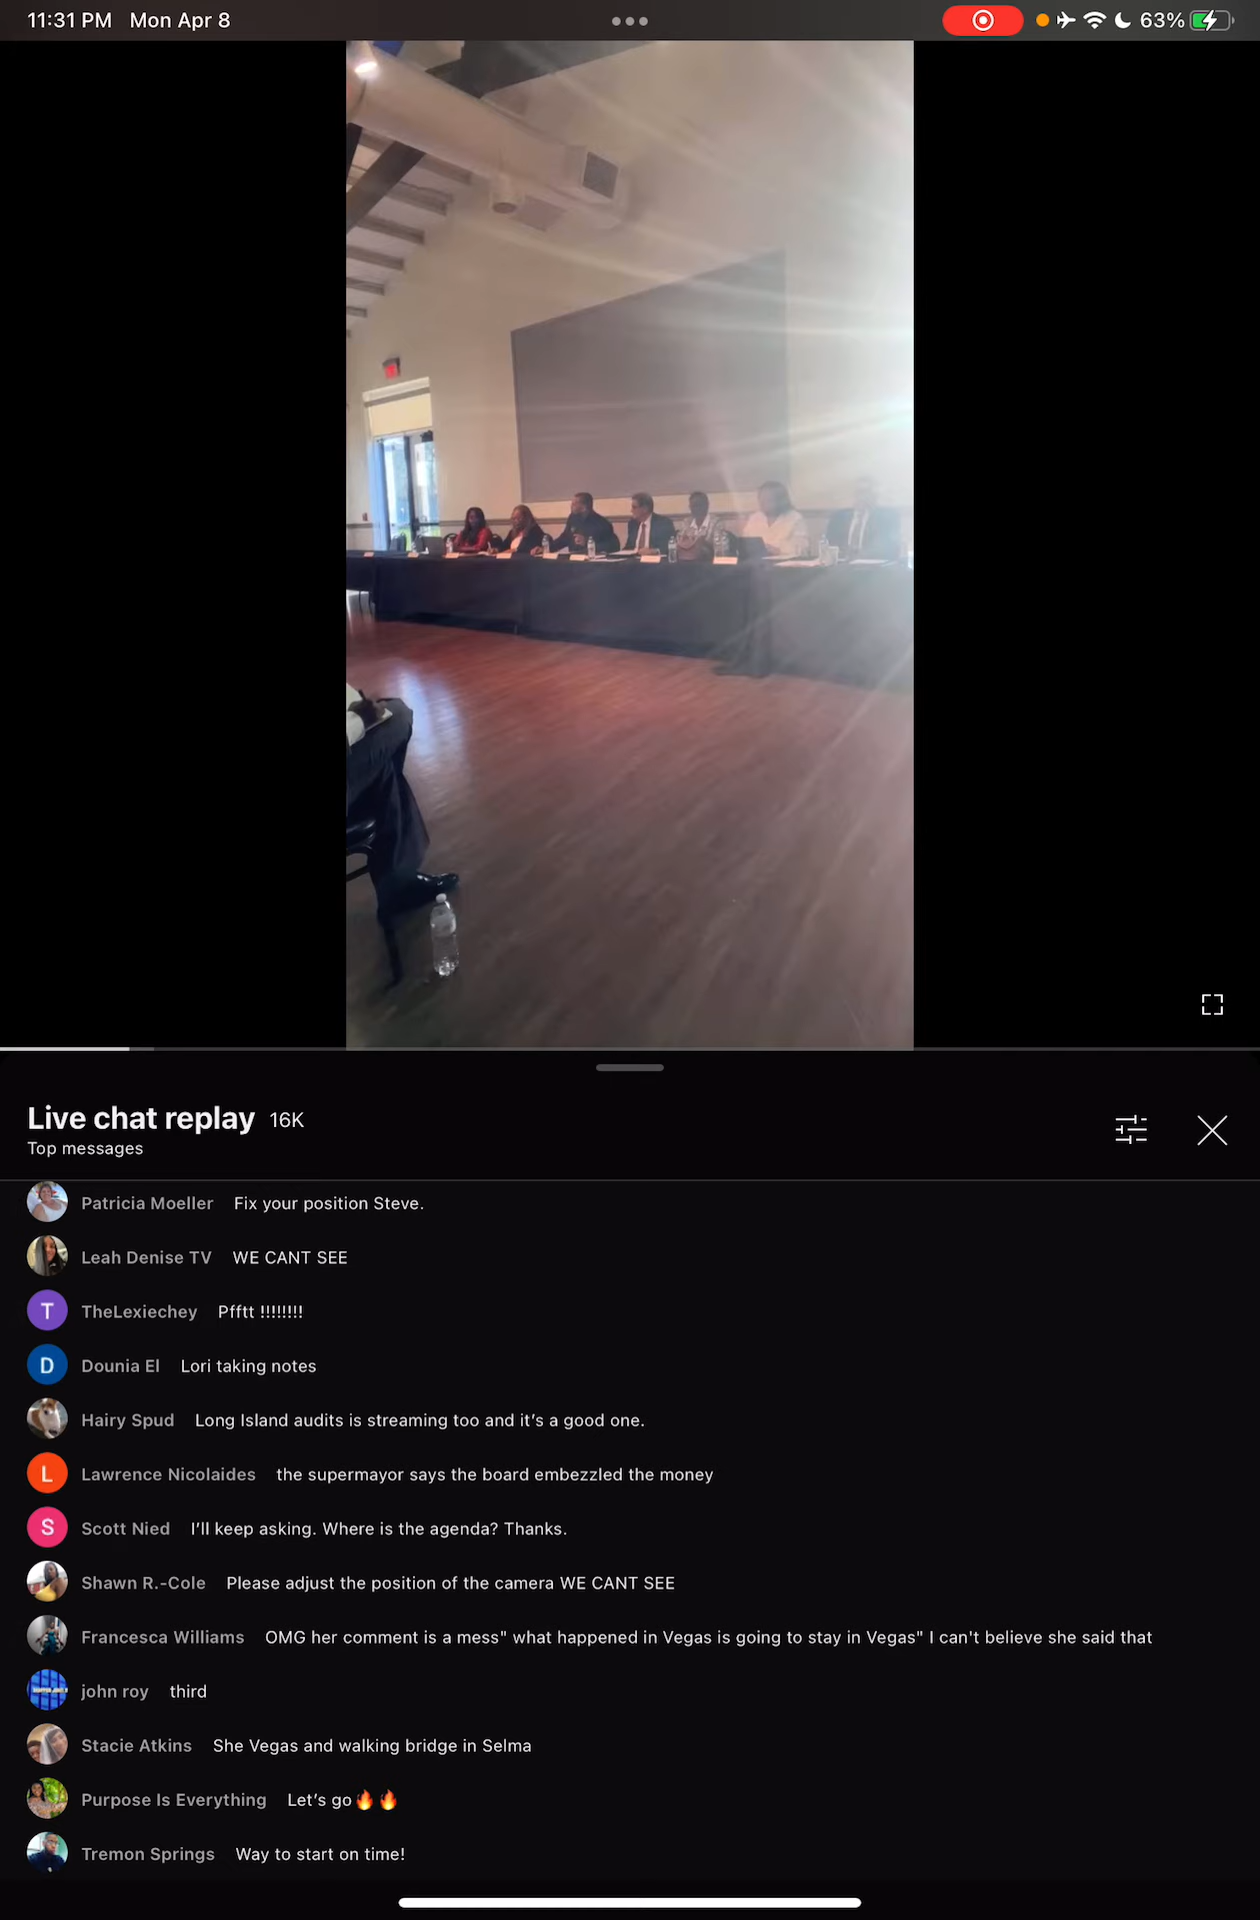 11:31 PM Mon Apr 8
63%
Live chat replay 16K
Top messages
Patricia Moeller Fix your position Steve.
Leah Denise TV WE CANT SEE
T TheLexiechey Pfftt !!!!!!!!
D Dounia El Lori taking notes
Hairy Spud Long Island audits is streaming too and it’s a good one.
L Lawrence Nicolaides the supermayor says the board embezzled the money
S Scott Nied I’ll keep asking. Where is the agenda? Thanks.
Shawn R.-Cole Please adjust the position of the camera WE CANT SEE
Francesca Williams OMG her comment is a mess" what happened in Vegas is going to stay in Vegas" I can't believe she said that
john roy third
Stacie Atkins She Vegas and walking bridge in Selma
Purpose Is Everything Let’s go🔥🔥
Tremon Springs Way to start on time!